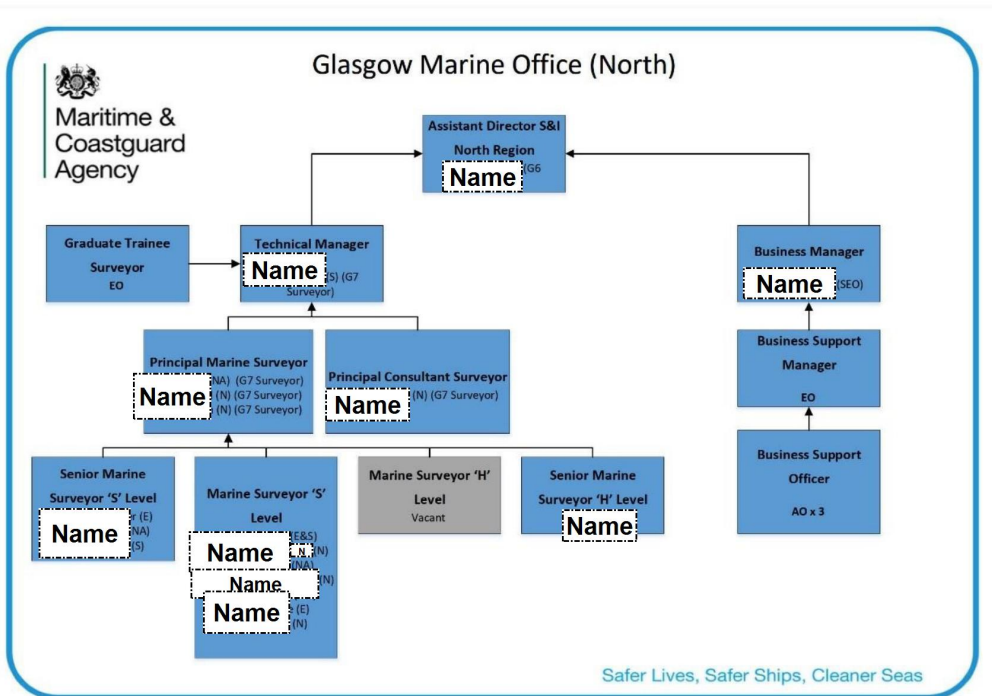 Glasgow Marine Office (North)
Maritime &
Coastguard
Agency
Assistant Director S&I
North Region
Name (G6
Graduate Trainee
Surveyor
EO
Technical Manager
Name (S) (G7
Surveyor)
Business Manager
Name (SEO)
Business Support
Manager
EO
Principal Marine Surveyor
NA) (G7 Surveyor)
Name (N) (G7 Surveyor)
(N) (G7 Surveyor)
Principal Consultant Surveyor
Name (N) (G7 Surveyor)
Business Support
Officer
AO x 3
Senior Marine
Surveyor ‘S’ Level
(E)
Name NA)
(S)
Marine Surveyor ‘S’
Level
(E&S)
Name N (N)
(NA)
Name (N)
Name (E)
(N)
Marine Surveyor ‘H’
Level
Vacant
Senior Marine
Surveyor ‘H’ Level
Name
Safer Lives, Safer Ships, Cleaner Seas